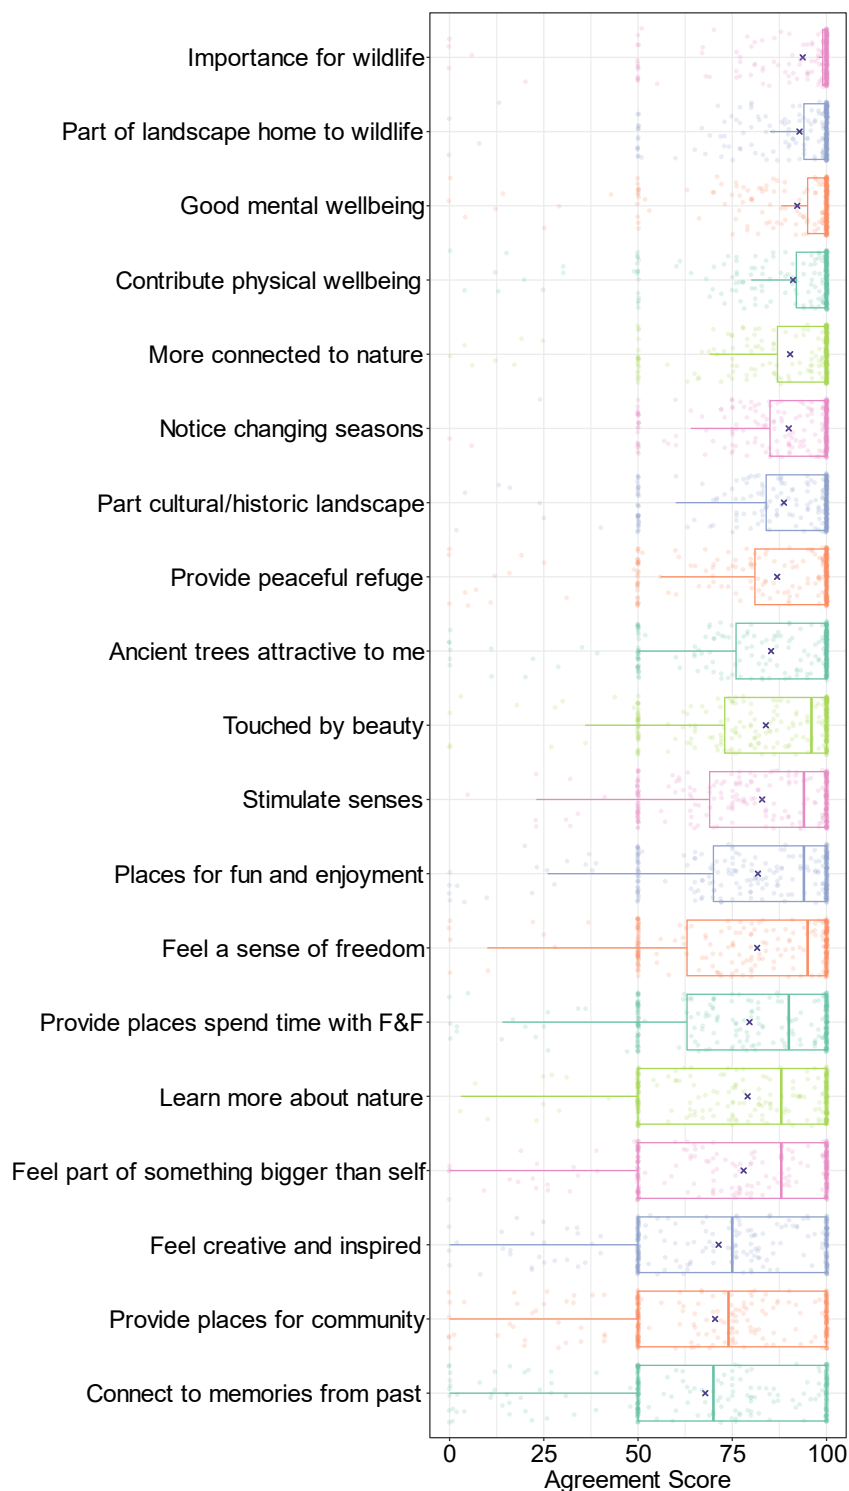 Importance for wildlife
Part of landscape home to wildlife
Good mental wellbeing
Contribute physical wellbeing
More connected to nature
Notice changing seasons
Part cultural/historic landscape
Provide peaceful refuge
Ancient trees attractive to me
Touched by beauty
Stimulate senses
Places for fun and enjoyment
Feel a sense of freedom
Provide places spend time with F&F
Learn more about nature
Feel part of something bigger than self
Feel creative and inspired
Provide places for community
Connect to memories from past
0 25 50 75 100
Agreement Score